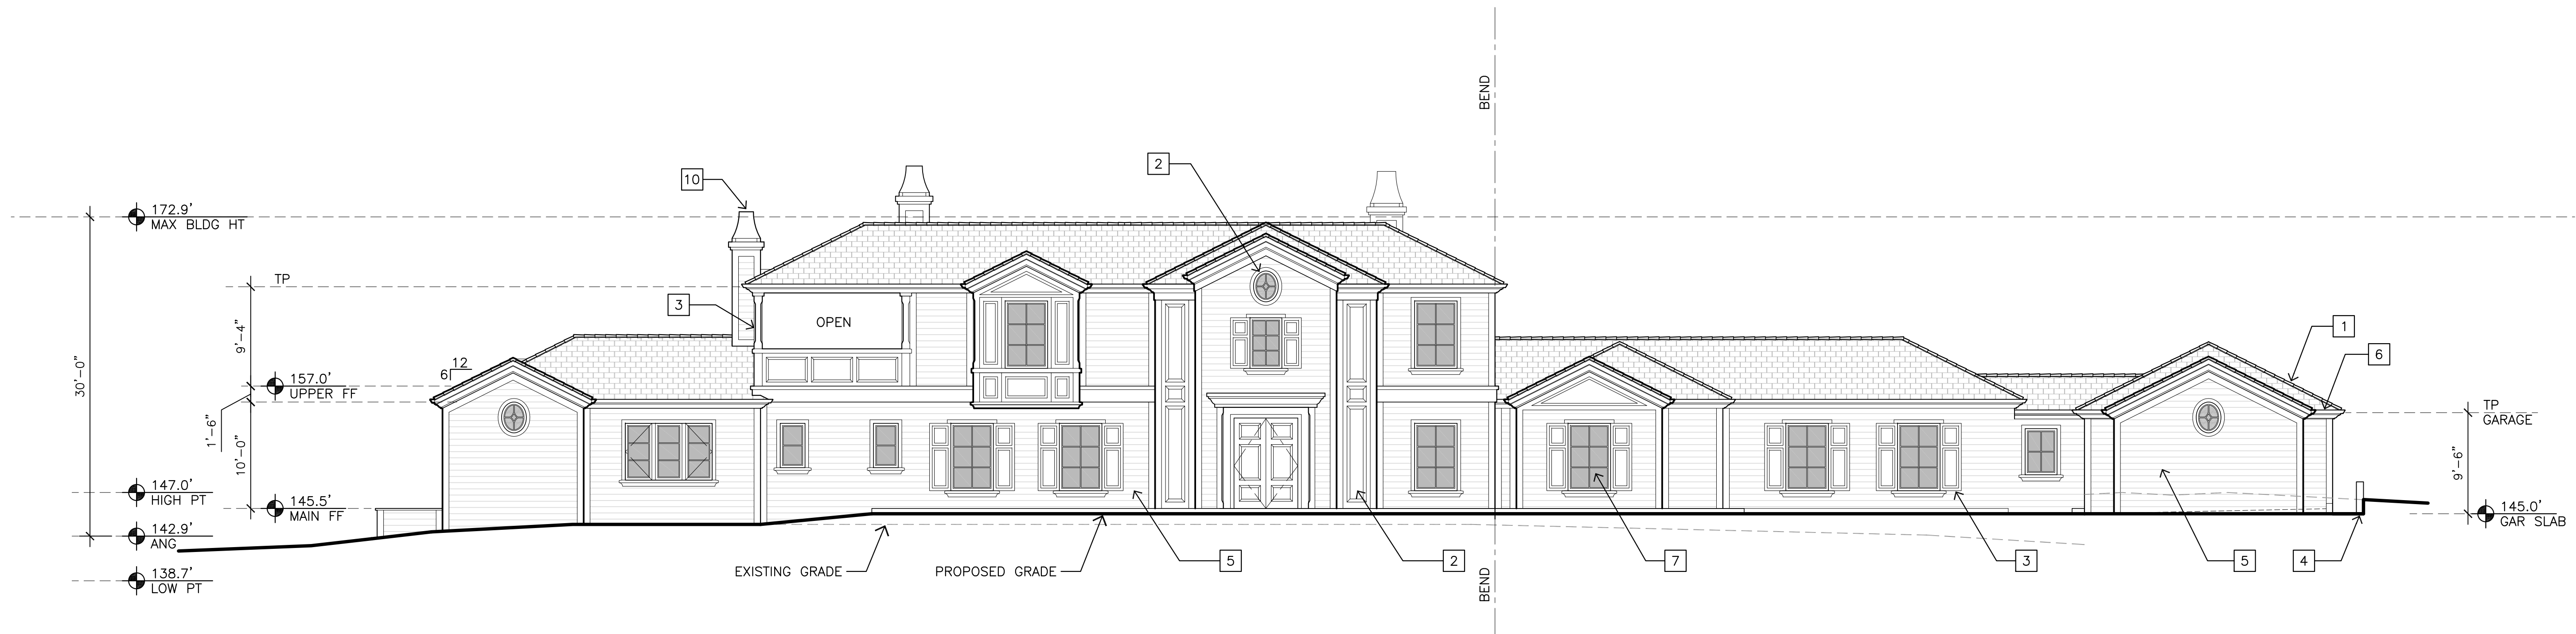 BEND
10
2
172.9'
MAX BLDG HT
TP
3
OPEN
1
6
9'-4"
30'-0"
12
6
157.0'
UPPER FF
1'-6"
10'-0"
TP
GARAGE
9'-6"
147.0'
HIGH PT
145.5'
MAIN FF
142.9'
ANG
145.0'
GAR SLAB
138.7'
LOW PT
EXISTING GRADE
PROPOSED GRADE
5
2
BEND
7
3
5
4